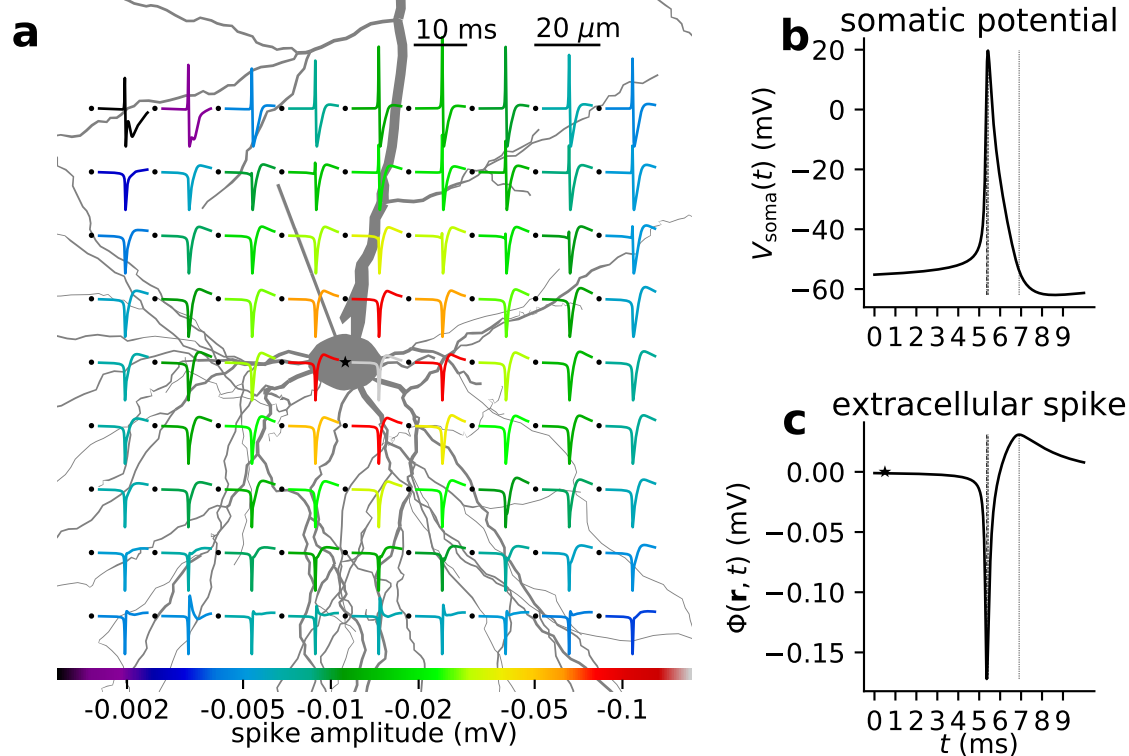 a
10 ms
20 μm
-0.002
-0.005
-0.01
-0.02
-0.05
-0.1
spike amplitude (mV)
b
somatic potential
20
0
−20
−40
−60
V_soma(t) (mV)
0 1 2 3 4 5 6 7 8 9
c
extracellular spike
0.00
−0.05
−0.10
−0.15
Φ(r, t) (mV)
0 1 2 3 4 5 6 7 8 9
t (ms)